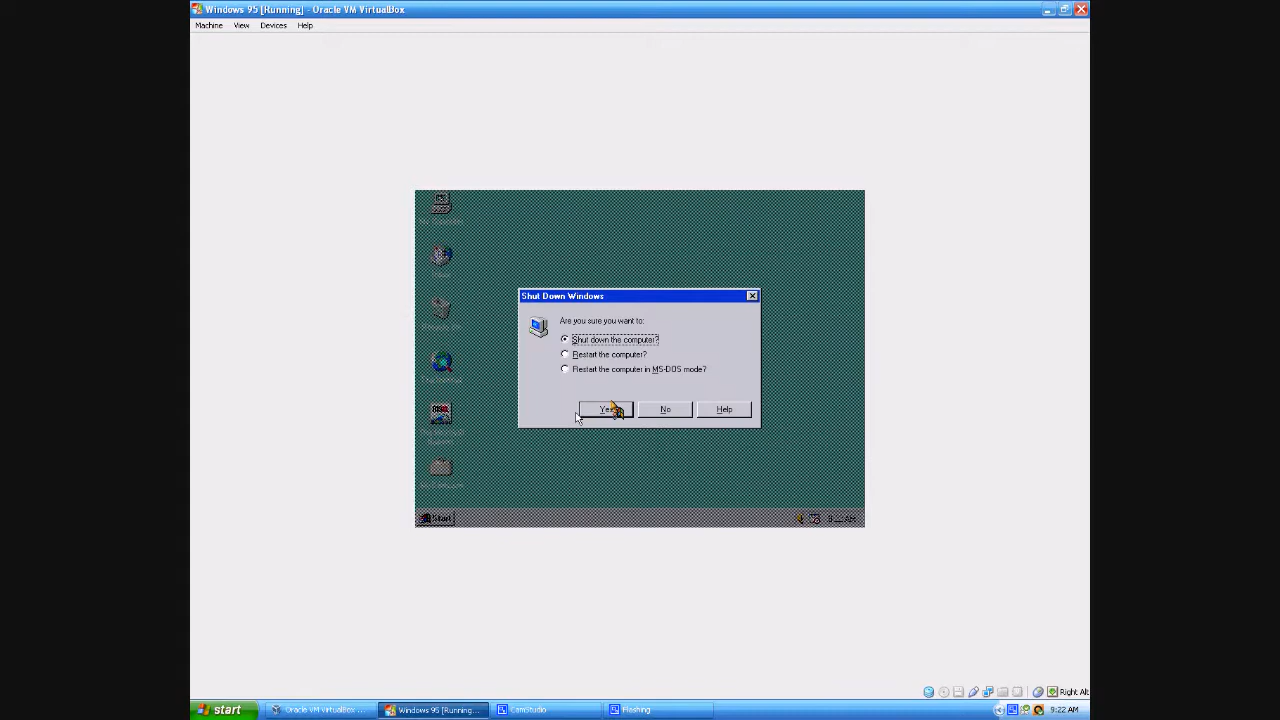 Windows 95 [Running] - Oracle VM VirtualBox
Machine View Devices Help
Shut Down Windows
Are you sure you want to:
Shut down the computer?
Restart the computer?
Restart the computer in MS-DOS mode?
Yes No Help
Start
Right Alt
start Oracle VM VirtualBox ... Windows 95 [Running... CamStudio Flashing 9:22 AM